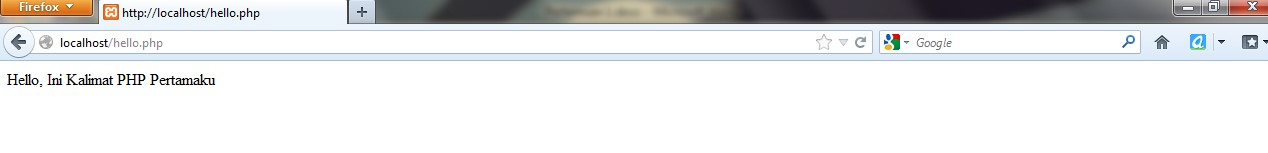 Firefox
http://localhost/hello.php
localhost/hello.php
Google
Hello, Ini Kalimat PHP Pertamaku